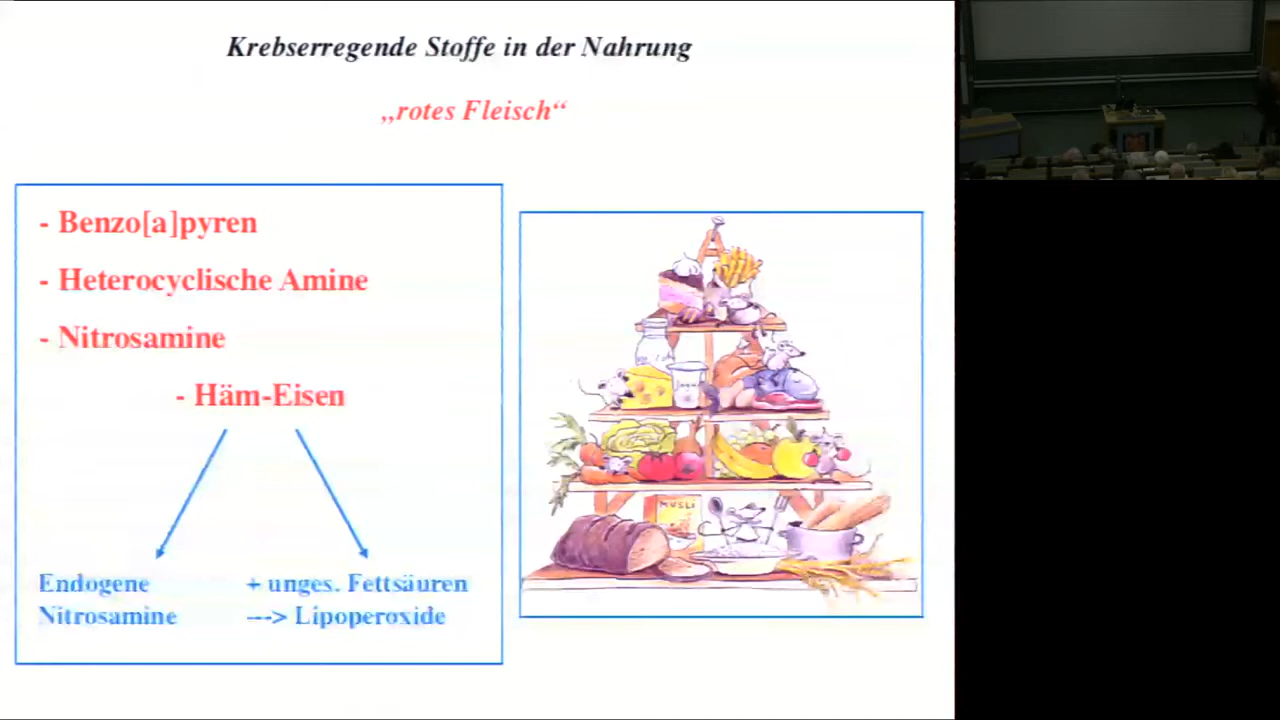 Krebserregende Stoffe in der Nahrung
„rotes Fleisch“
- Benzo[a]pyren
- Heterocyclische Amine
- Nitrosamine
- Häm-Eisen
Endogene
Nitrosamine
+ unges. Fettsäuren
---> Lipoperoxide
MÜSLI